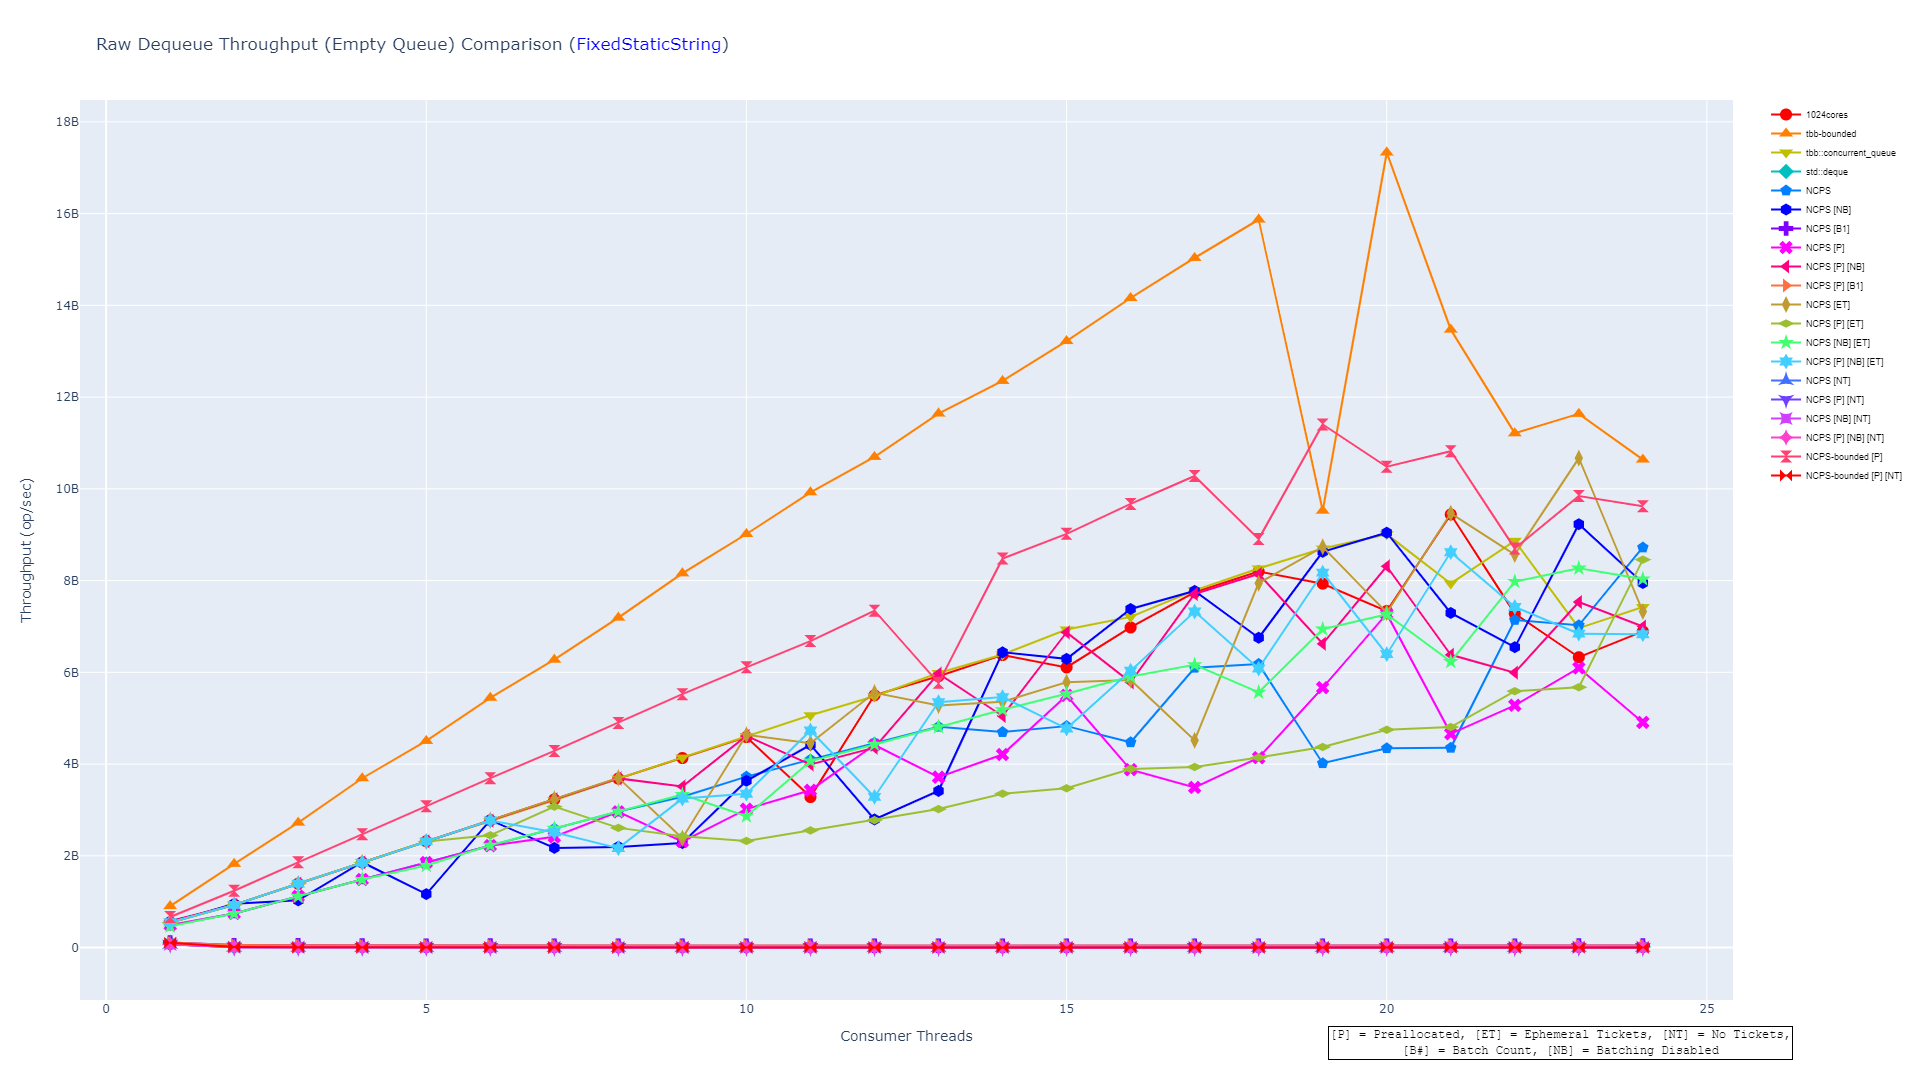 Raw Dequeue Throughput (Empty Queue) Comparison (FixedStaticString)
18B
16B
14B
12B
10B
8B
6B
4B
2B
0
Throughput (op/sec)
0
5
10
15
20
25
Consumer Threads
1024cores
tbb-bounded
tbb::concurrent_queue
std::deque
NCPS
NCPS [NB]
NCPS [B1]
NCPS [P]
NCPS [P] [NB]
NCPS [P] [B1]
NCPS [ET]
NCPS [P] [ET]
NCPS [NB] [ET]
NCPS [P] [NB] [ET]
NCPS [NT]
NCPS [P] [NT]
NCPS [NB] [NT]
NCPS [P] [NB] [NT]
NCPS-bounded [P]
NCPS-bounded [P] [NT]
[P] = Preallocated, [ET] = Ephemeral Tickets, [NT] = No Tickets,
[B#] = Batch Count, [NB] = Batching Disabled